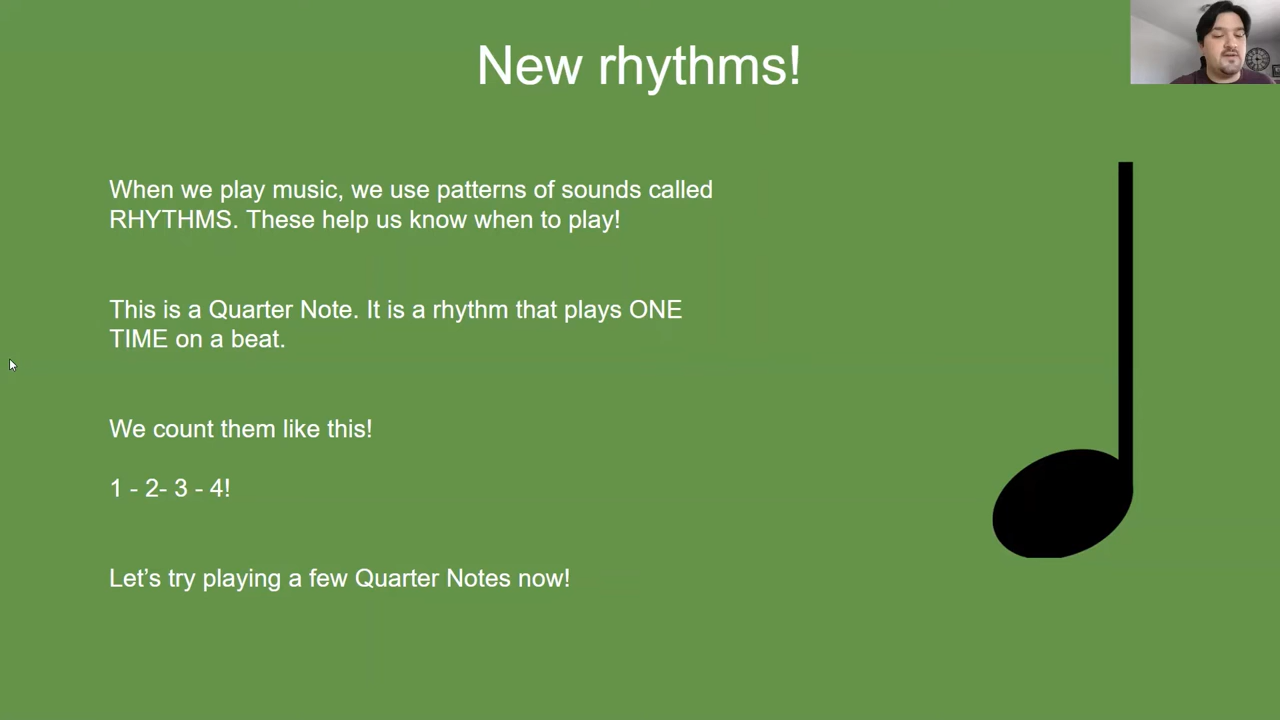 New rhythms!
When we play music, we use patterns of sounds called
RHYTHMS. These help us know when to play!
This is a Quarter Note. It is a rhythm that plays ONE
TIME on a beat.
We count them like this!
1 - 2- 3 - 4!
Let’s try playing a few Quarter Notes now!